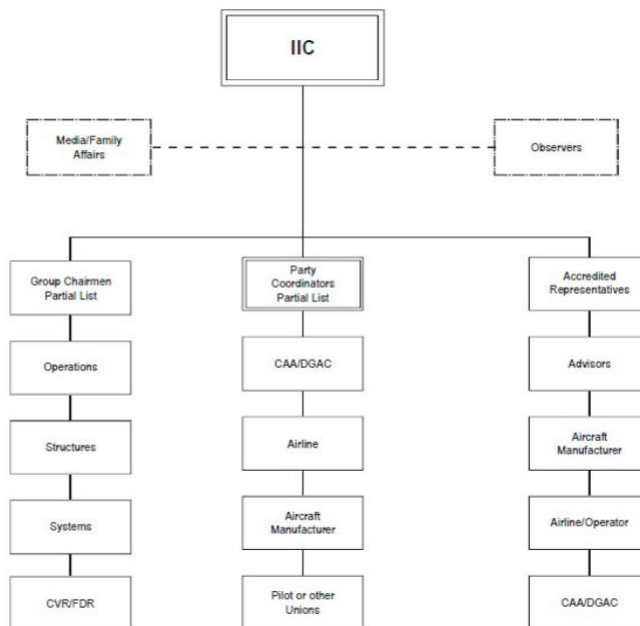 IIC
Media/Family
Affairs
Observers
Group Chairmen
Partial List
Party
Coordinators
Partial List
Accredited
Representatives
Operations
CAA/DGAC
Advisors
Structures
Airline
Aircraft
Manufacturer
Systems
Aircraft
Manufacturer
Airline/Operator
CVR/FDR
Pilot or other
Unions
CAA/DGAC